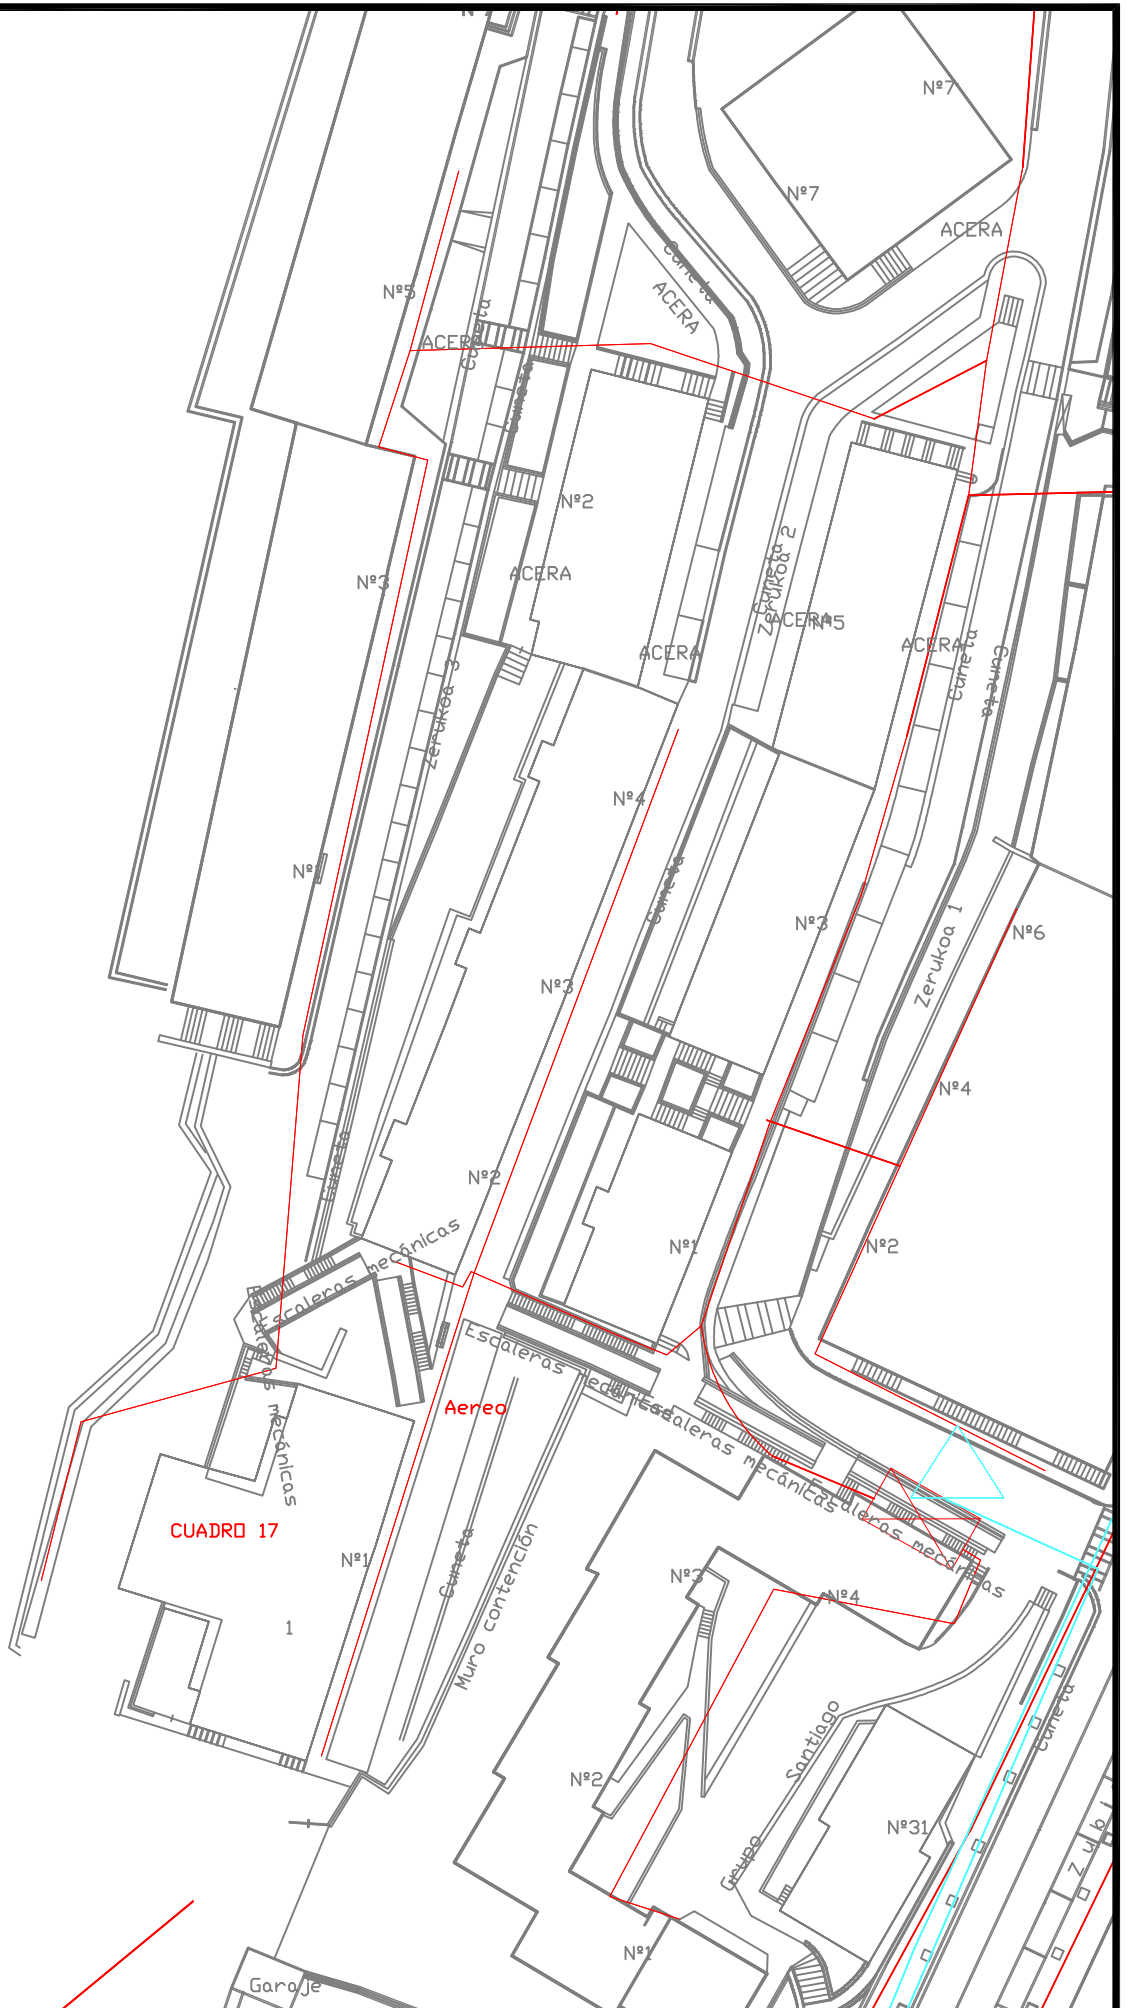 Nº7
Nº7
ACERA
Cuneta
ACERA
Nº5
Cuneta
ACERA
Cuneta
Nº2
ACERA
Nº3
Cuneta
Zerukoa 2
ACERA
Nº5
ACERA
ACERA
Cuneta
Cuneta
Zerukoa 3
Nº4
Nº
Cuneta
Nº3
Zerukoa 1
Nº6
Nº3
Nº4
Cuneta
Nº2
Nº1
Nº2
Escaleras mecánicas
Escaleras mecánicas
Escaleras mecánicas
Aereo
Escaleras mecánicas
Escaleras mecánicas
CUADRO 17
Nº1
Cuneta
Muro contención
Nº3
Nº4
1
Cuneta
Santiago
Grupo
Nº2
Nº31
Zubi
Nº1
Garaje